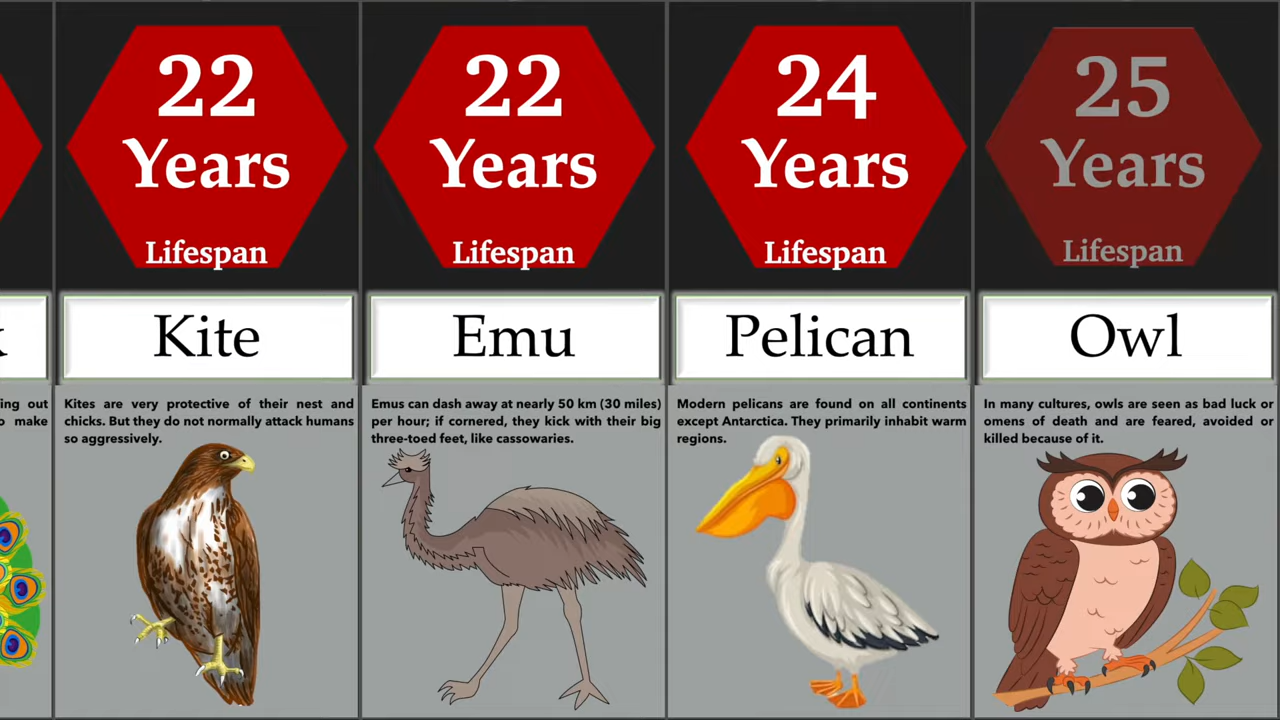 22
Years
Lifespan
22
Years
Lifespan
24
Years
Lifespan
25
Years
Lifespan
Kite
Emu
Pelican
Owl
ing out
make
Kites are very protective of their nest and
chicks. But they do not normally attack humans
so aggressively.
Emus can dash away at nearly 50 km (30 miles)
per hour; if cornered, they kick with their big
three-toed feet, like cassowaries.
Modern pelicans are found on all continents
except Antarctica. They primarily inhabit warm
regions.
In many cultures, owls are seen as bad luck or
omens of death and are feared, avoided or
killed because of it.